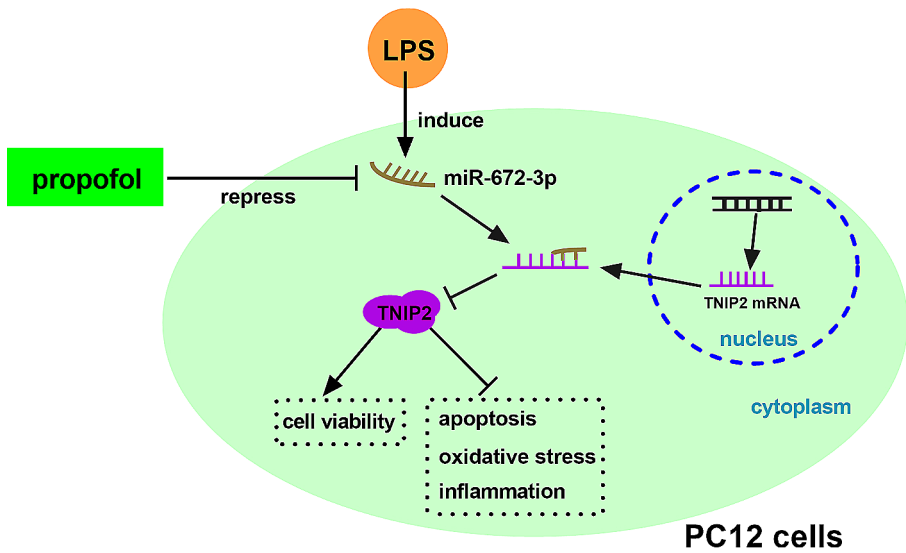 LPS
induce
propofol
repress
miR-672-3p
TNIP2 mRNA
nucleus
TNIP2
cytoplasm
cell viability
apoptosis
oxidative stress
inflammation
PC12 cells